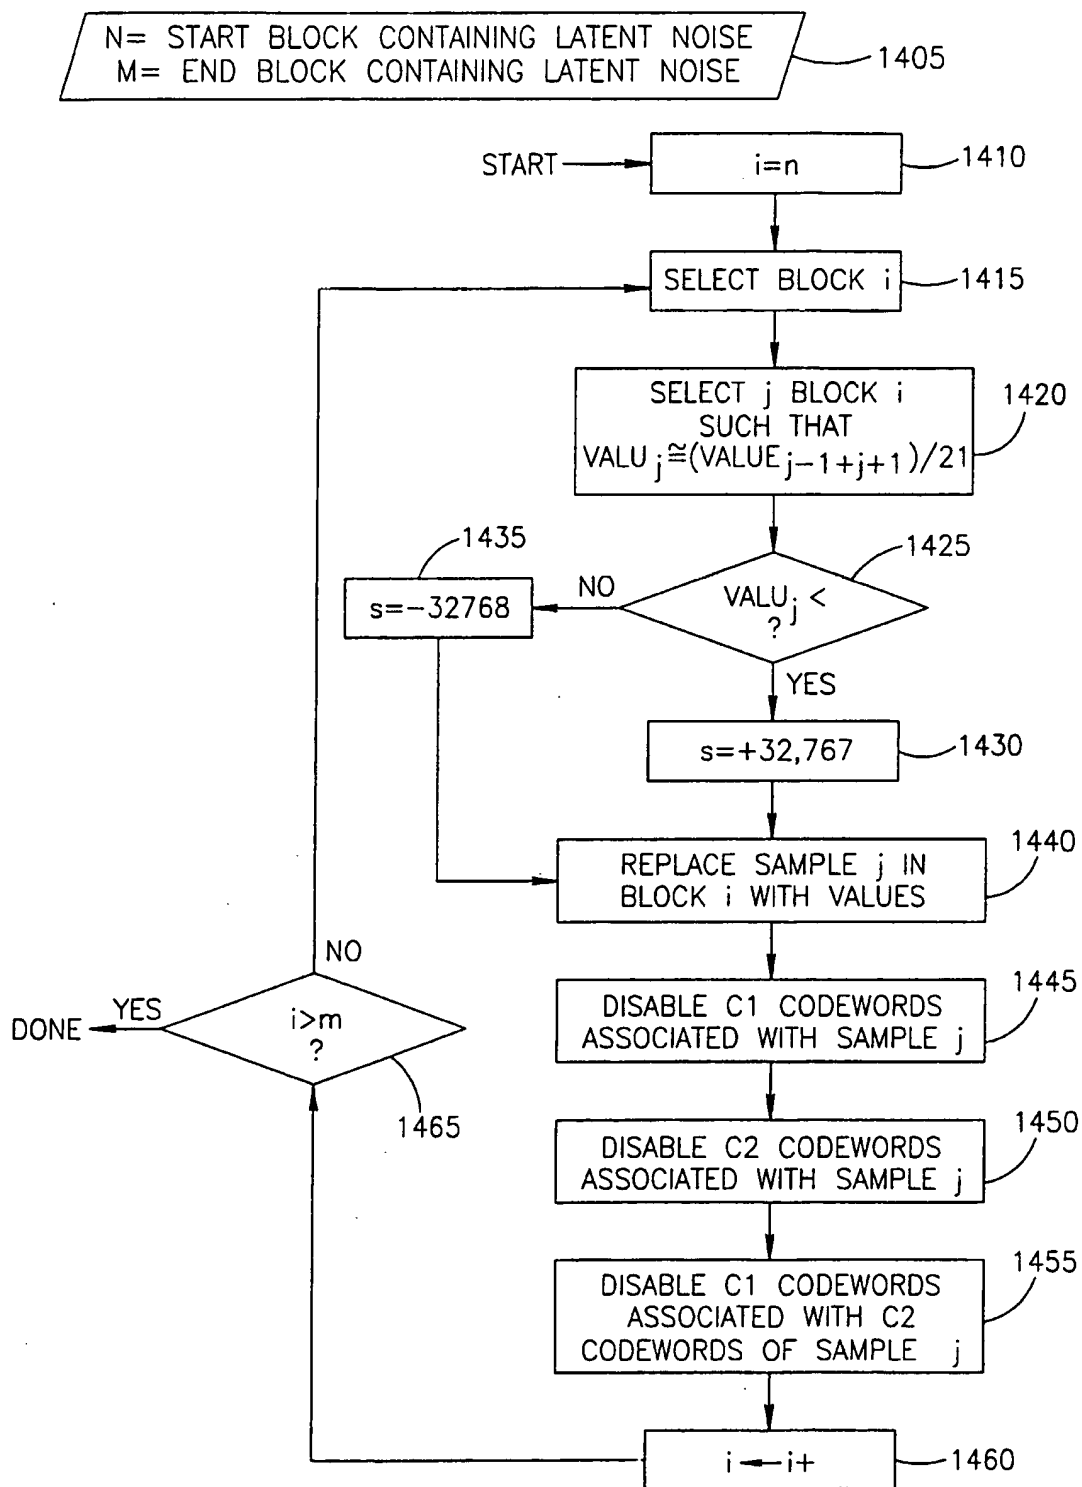 N= START BLOCK CONTAINING LATENT NOISE
M= END BLOCK CONTAINING LATENT NOISE
1405
START
i=n
1410
SELECT BLOCK i
1415
SELECT j BLOCK i
SUCH THAT
VALU j≅(VALUE j-1+j+1)/21
1420
1425
VALU j <
?
NO
YES
1435
s=-32768
s=+32,767
1430
1440
REPLACE SAMPLE j IN
BLOCK i WITH VALUES
1445
DISABLE C1 CODEWORDS
ASSOCIATED WITH SAMPLE j
1450
DISABLE C2 CODEWORDS
ASSOCIATED WITH SAMPLE j
1455
DISABLE C1 CODEWORDS
ASSOCIATED WITH C2
CODEWORDS OF SAMPLE j
i←i+
1460
NO
i>m
?
YES
DONE
1465